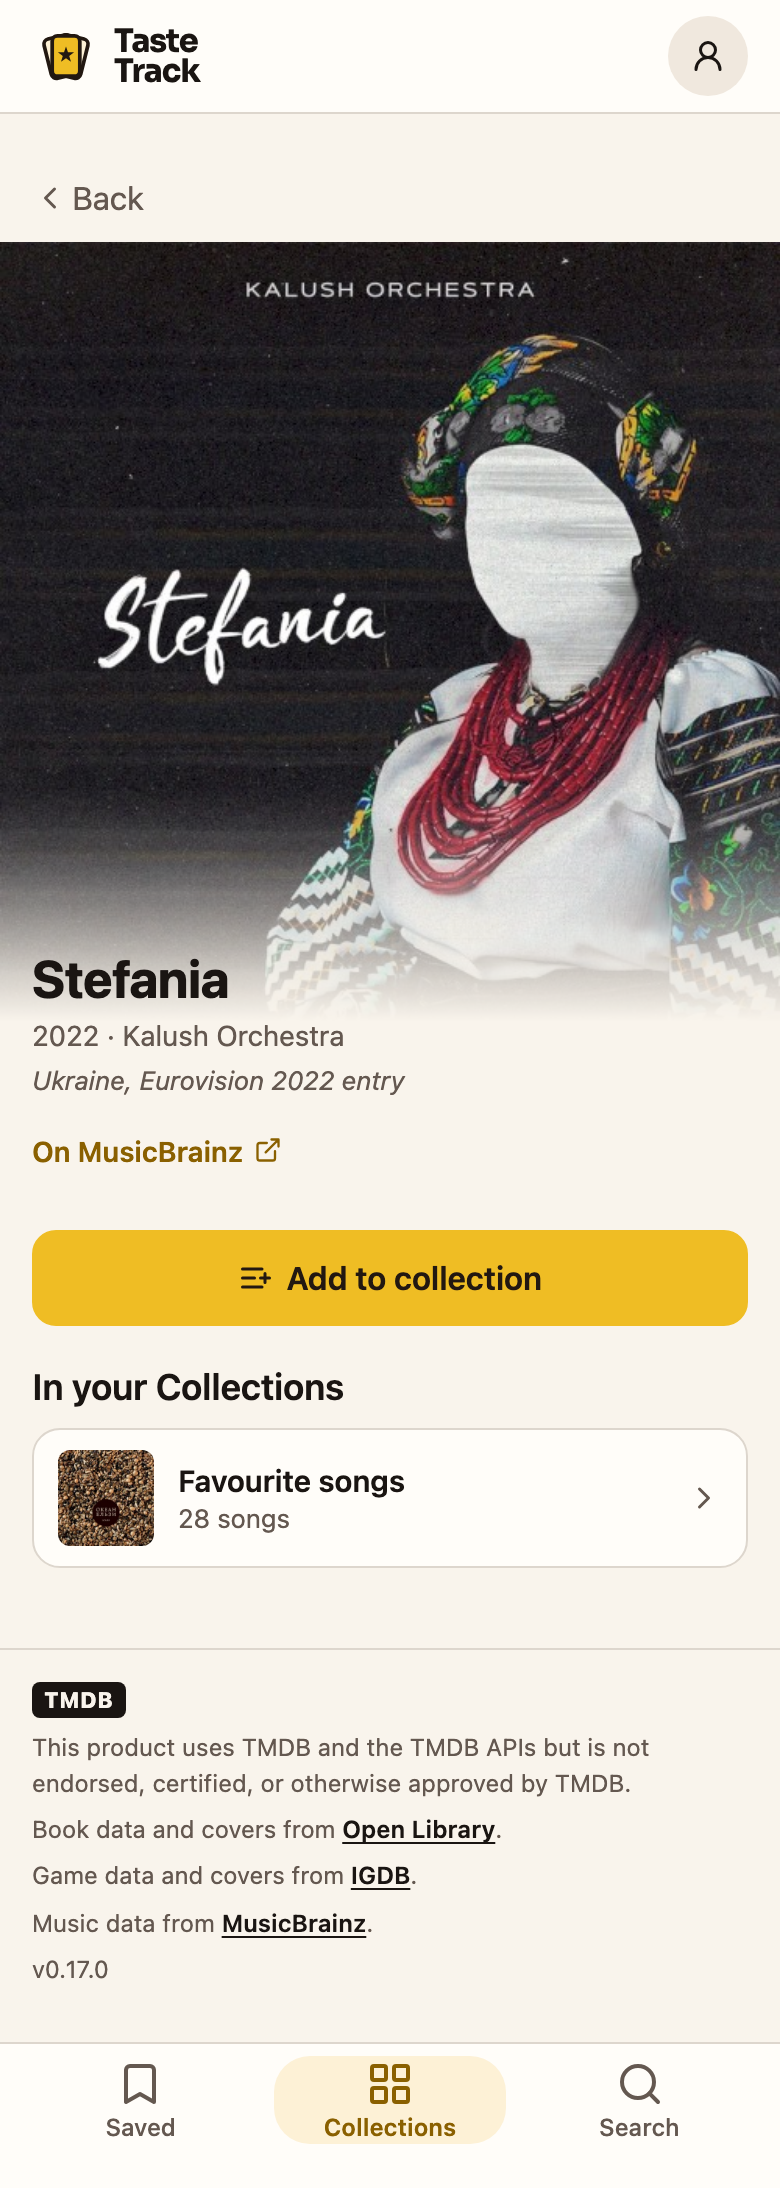 Taste
Track
Back
KALUSH ORCHESTRA
Stefania
Stefania
2022 · Kalush Orchestra
Ukraine, Eurovision 2022 entry
On MusicBrainz
Add to collection
In your Collections
Favourite songs
28 songs
TMDB
This product uses TMDB and the TMDB APIs but is not
endorsed, certified, or otherwise approved by TMDB.
Book data and covers from Open Library.
Game data and covers from IGDB.
Music data from MusicBrainz.
v0.17.0
Saved
Collections
Search